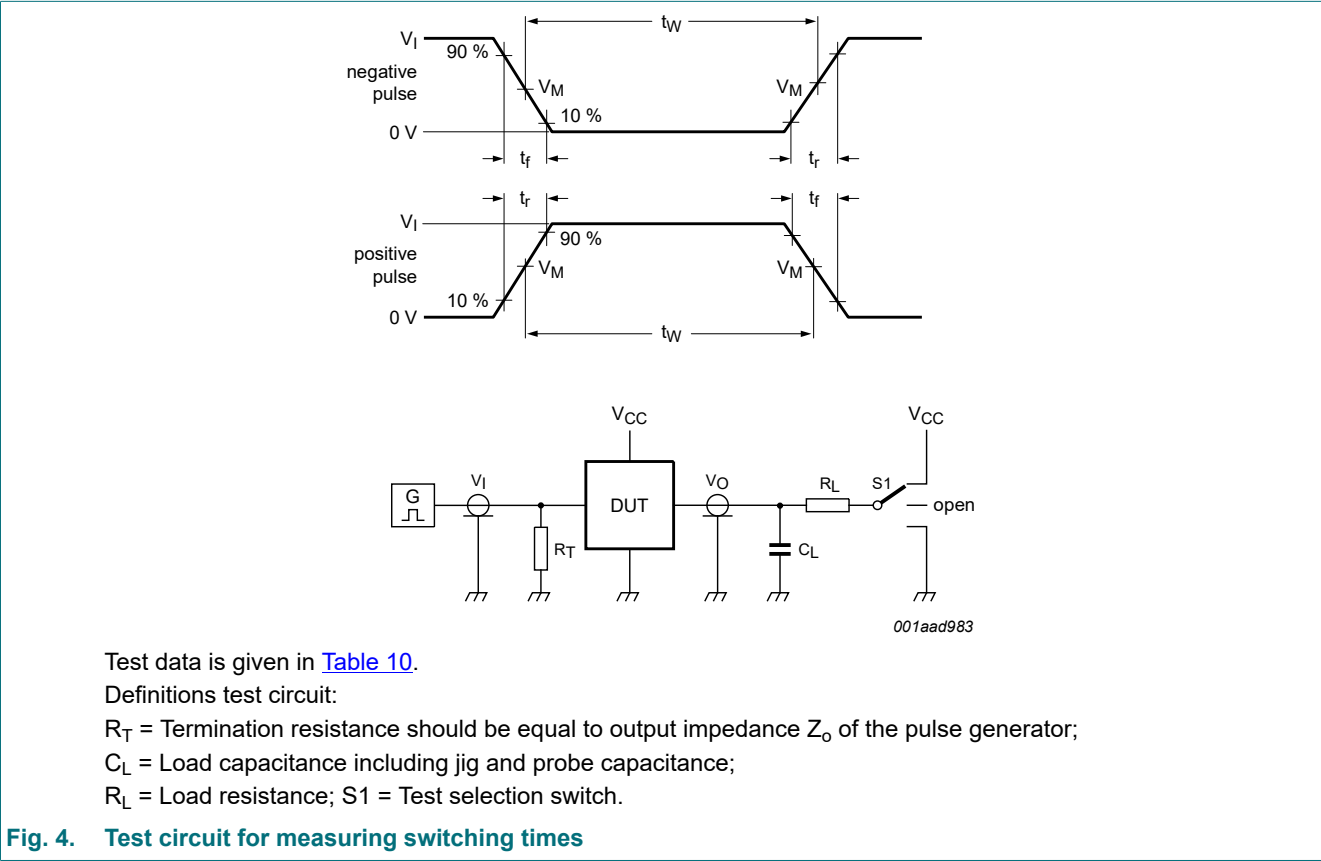 tW
VI
90 %
negative
pulse
VM
VM
10 %
0 V
tf
tr
tr
tf
VI
90 %
positive
pulse
VM
VM
10 %
0 V
tW
VCC
VCC
G
VI
DUT
VO
RL
S1
open
RT
CL
001aad983
Test data is given in Table 10.
Definitions test circuit:
RT = Termination resistance should be equal to output impedance Zo of the pulse generator;
CL = Load capacitance including jig and probe capacitance;
RL = Load resistance; S1 = Test selection switch.
Fig. 4. Test circuit for measuring switching times